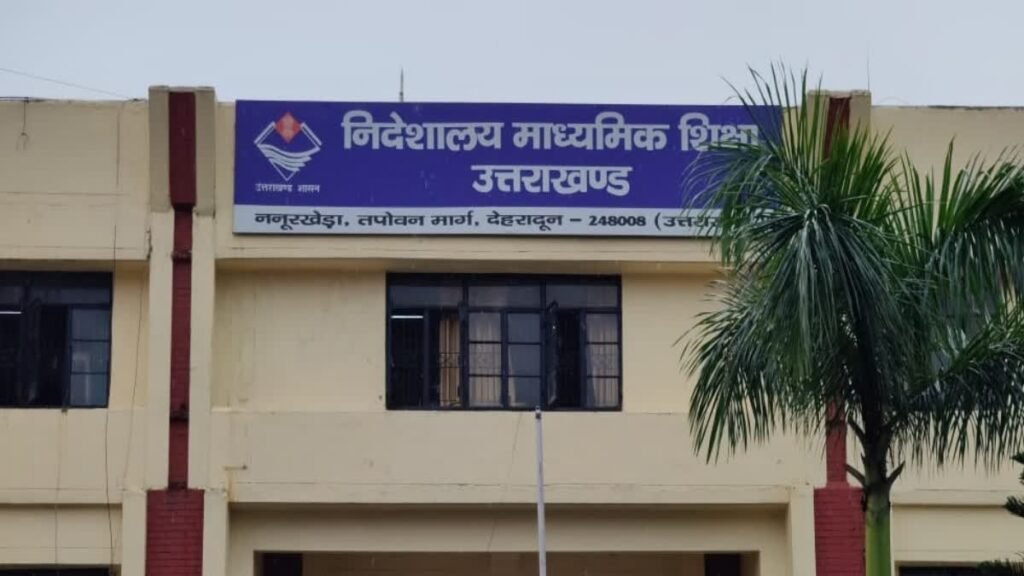 निदेशालय माध्यमिक शिक्षा
उत्तराखण्ड
उत्तराखण्ड शासन
ननूरखेड़ा, तपोवन मार्ग, देहरादून – 248008